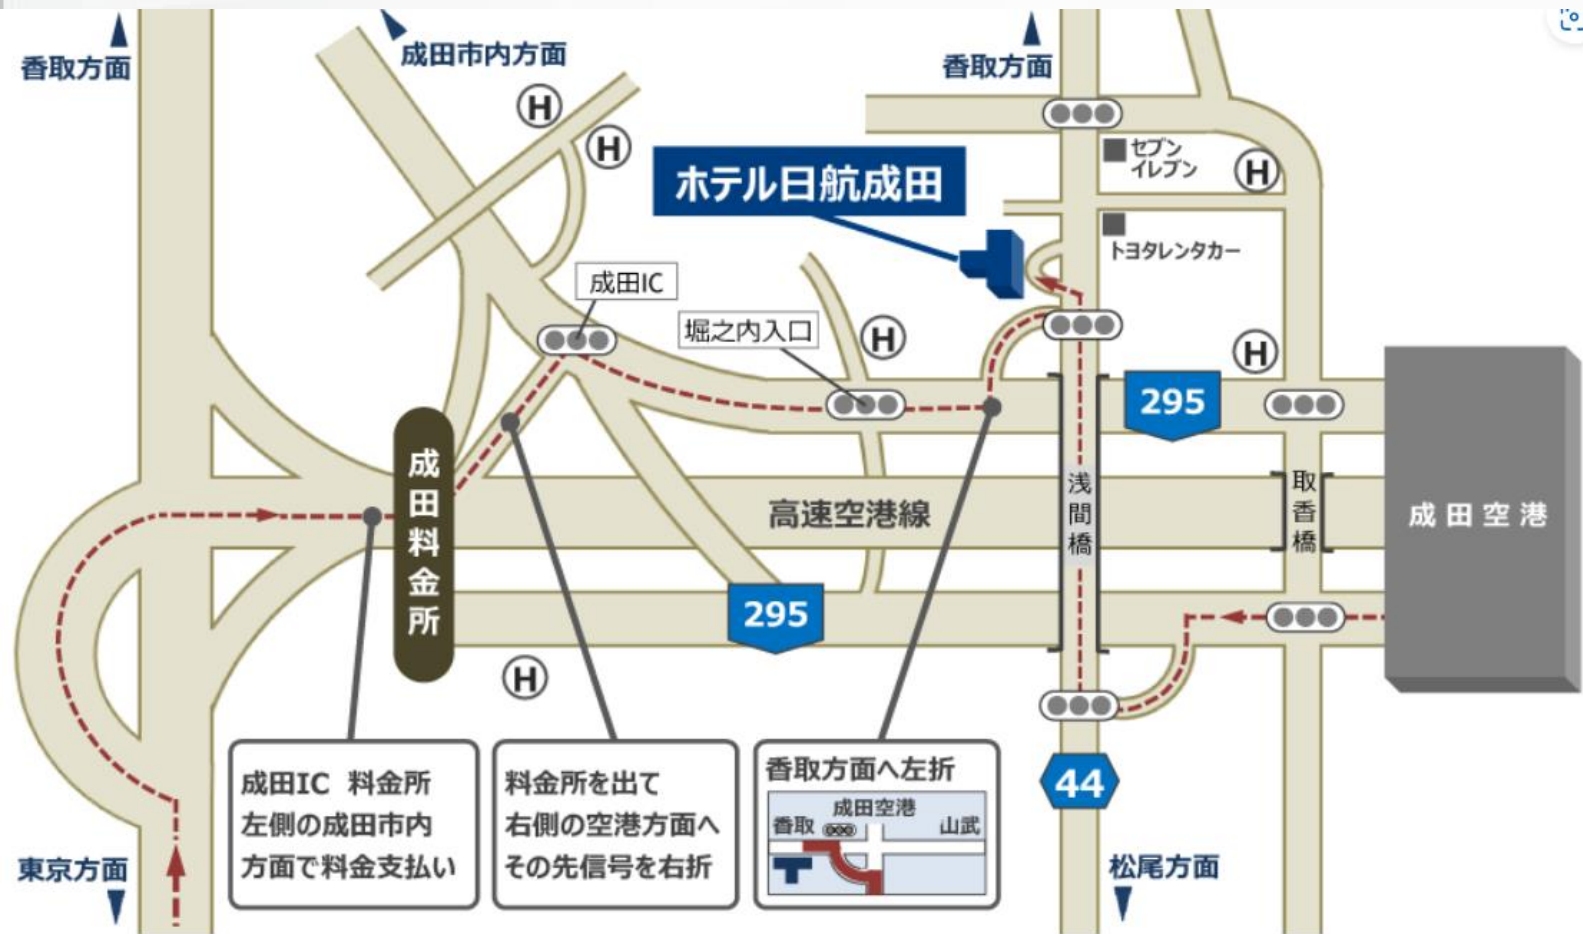 香取方面
成田市内方面
香取方面
H
H
セブン
イレブン
H
ホテル日航成田
トヨタレンタカー
成田IC
堀之内入口
H
H
295
成田料金所
高速空港線
浅間橋
取香橋
成田空港
295
H
成田IC 料金所
左側の成田市内
方面で料金支払い
料金所を出て
右側の空港方面へ
その先信号を右折
香取方面へ左折
成田空港
香取
山武
44
東京方面
松尾方面